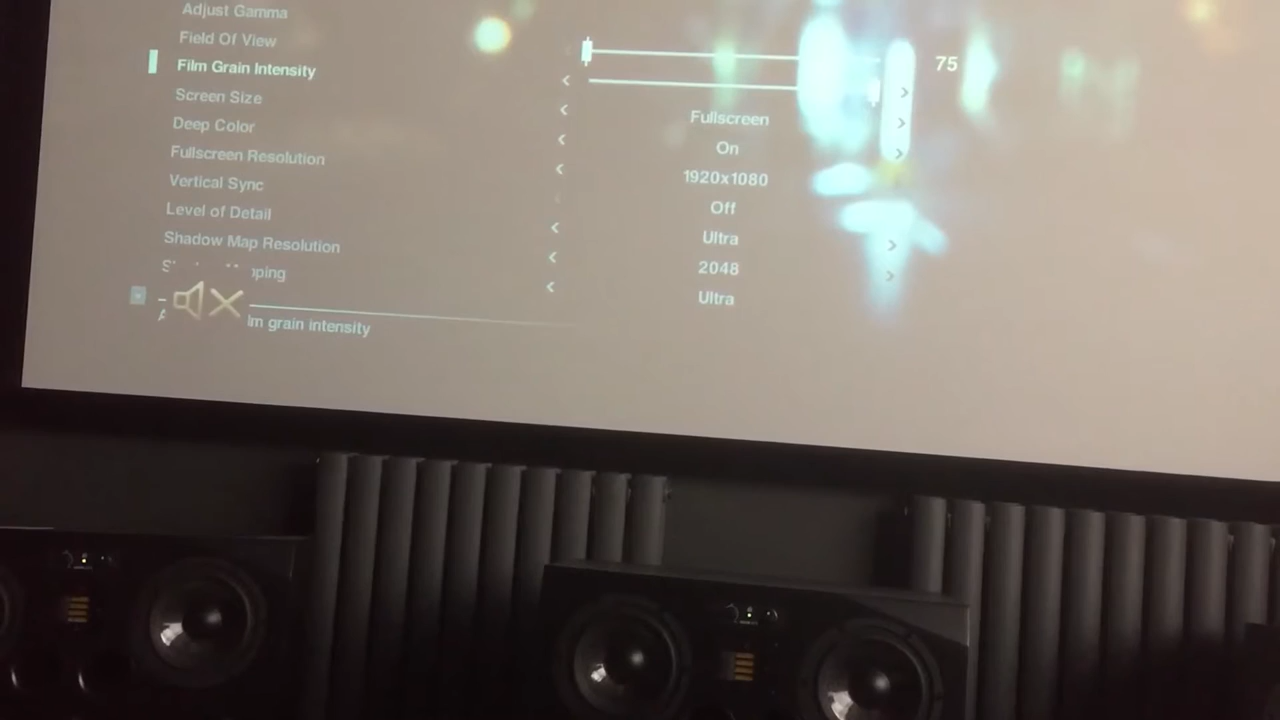 Adjust Gamma
Field Of View
75
Film Grain Intensity
Screen Size
Fullscreen
Deep Color
On
Fullscreen Resolution
1920x1080
Vertical Sync
Off
Level of Detail
Ultra
Shadow Map Resolution
2048
Ultra
grain intensity